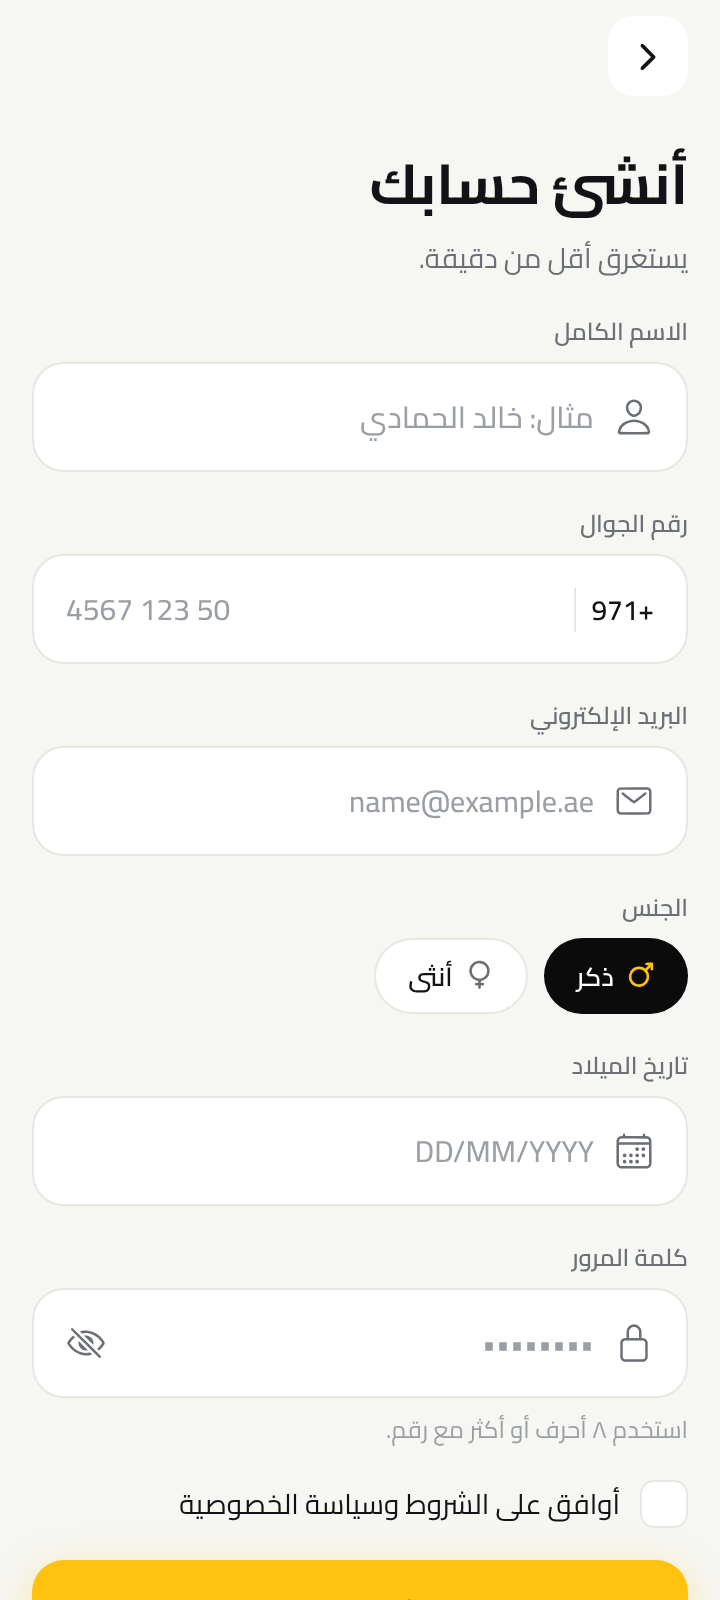 أنشئ حسابك
يستغرق أقل من دقيقة.
الاسم الكامل
مثال: خالد الحمادي
رقم الجوال
971+
50 123 4567
البريد الإلكتروني
name@example.ae
الجنس
ذكر
أنثى
تاريخ الميلاد
DD/MM/YYYY
كلمة المرور
استخدم ٨ أحرف أو أكثر مع رقم.
أوافق على الشروط وسياسة الخصوصية